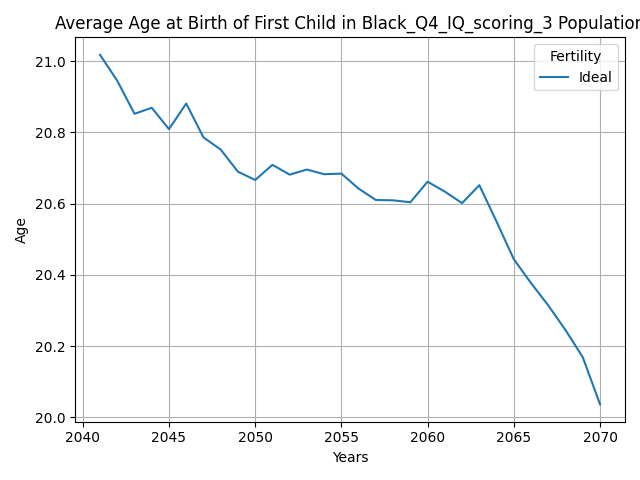 Average Age at Birth of First Child in Black_Q4_IQ_scoring_3 Population
Fertility
Ideal
21.0
20.8
20.6
20.4
20.2
20.0
Age
2040 2045 2050 2055 2060 2065 2070
Years